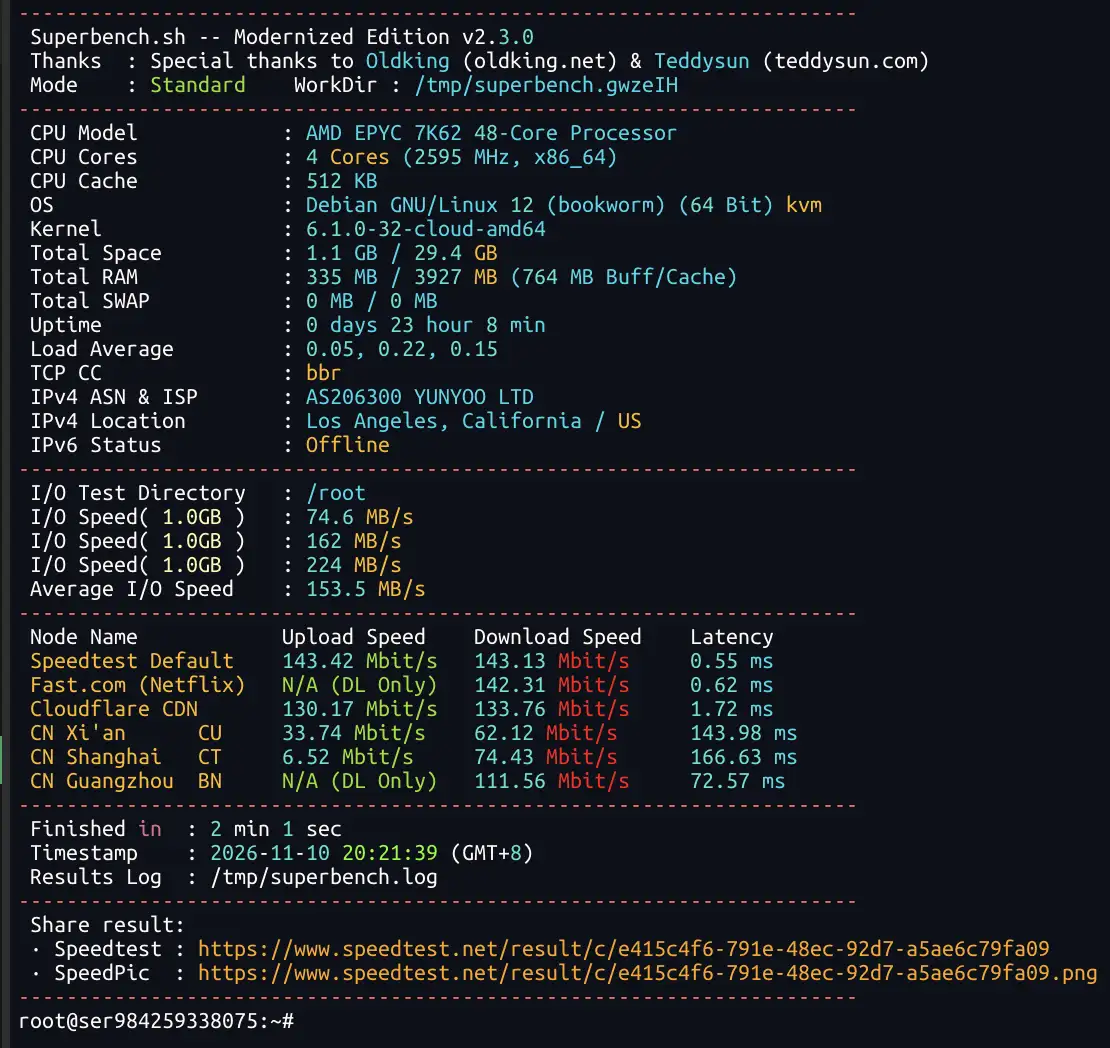 ----------------------------------------------------------------------
Superbench.sh -- Modernized Edition v2.3.0
Thanks  : Special thanks to Oldking (oldking.net) & Teddysun (teddysun.com)
Mode    : Standard    WorkDir : /tmp/superbench.gwzeIH
----------------------------------------------------------------------
CPU Model            : AMD EPYC 7K62 48-Core Processor
CPU Cores            : 4 Cores (2595 MHz, x86_64)
CPU Cache            : 512 KB
OS                   : Debian GNU/Linux 12 (bookworm) (64 Bit) kvm
Kernel               : 6.1.0-32-cloud-amd64
Total Space          : 1.1 GB / 29.4 GB
Total RAM            : 335 MB / 3927 MB (764 MB Buff/Cache)
Total SWAP           : 0 MB / 0 MB
Uptime               : 0 days 23 hour 8 min
Load Average         : 0.05, 0.22, 0.15
TCP CC               : bbr
IPv4 ASN & ISP       : AS206300 YUNYOO LTD
IPv4 Location        : Los Angeles, California / US
IPv6 Status          : Offline
----------------------------------------------------------------------
I/O Test Directory   : /root
I/O Speed( 1.0GB )   : 74.6 MB/s
I/O Speed( 1.0GB )   : 162 MB/s
I/O Speed( 1.0GB )   : 224 MB/s
Average I/O Speed    : 153.5 MB/s
----------------------------------------------------------------------
Node Name            Upload Speed    Download Speed    Latency
Speedtest Default    143.42 Mbit/s   143.13 Mbit/s     0.55 ms
Fast.com (Netflix)   N/A (DL Only)   142.31 Mbit/s     0.62 ms
Cloudflare CDN       130.17 Mbit/s   133.76 Mbit/s     1.72 ms
CN Xi'an      CU     33.74 Mbit/s    62.12 Mbit/s      143.98 ms
CN Shanghai   CT     6.52 Mbit/s     74.43 Mbit/s      166.63 ms
CN Guangzhou  BN     N/A (DL Only)   111.56 Mbit/s     72.57 ms
----------------------------------------------------------------------
Finished in  : 2 min 1 sec
Timestamp    : 2026-11-10 20:21:39 (GMT+8)
Results Log  : /tmp/superbench.log
----------------------------------------------------------------------
Share result:
· Speedtest : https://www.speedtest.net/result/c/e415c4f6-791e-48ec-92d7-a5ae6c79fa09
· SpeedPic  : https://www.speedtest.net/result/c/e415c4f6-791e-48ec-92d7-a5ae6c79fa09.png
----------------------------------------------------------------------
root@ser984259338075:~#